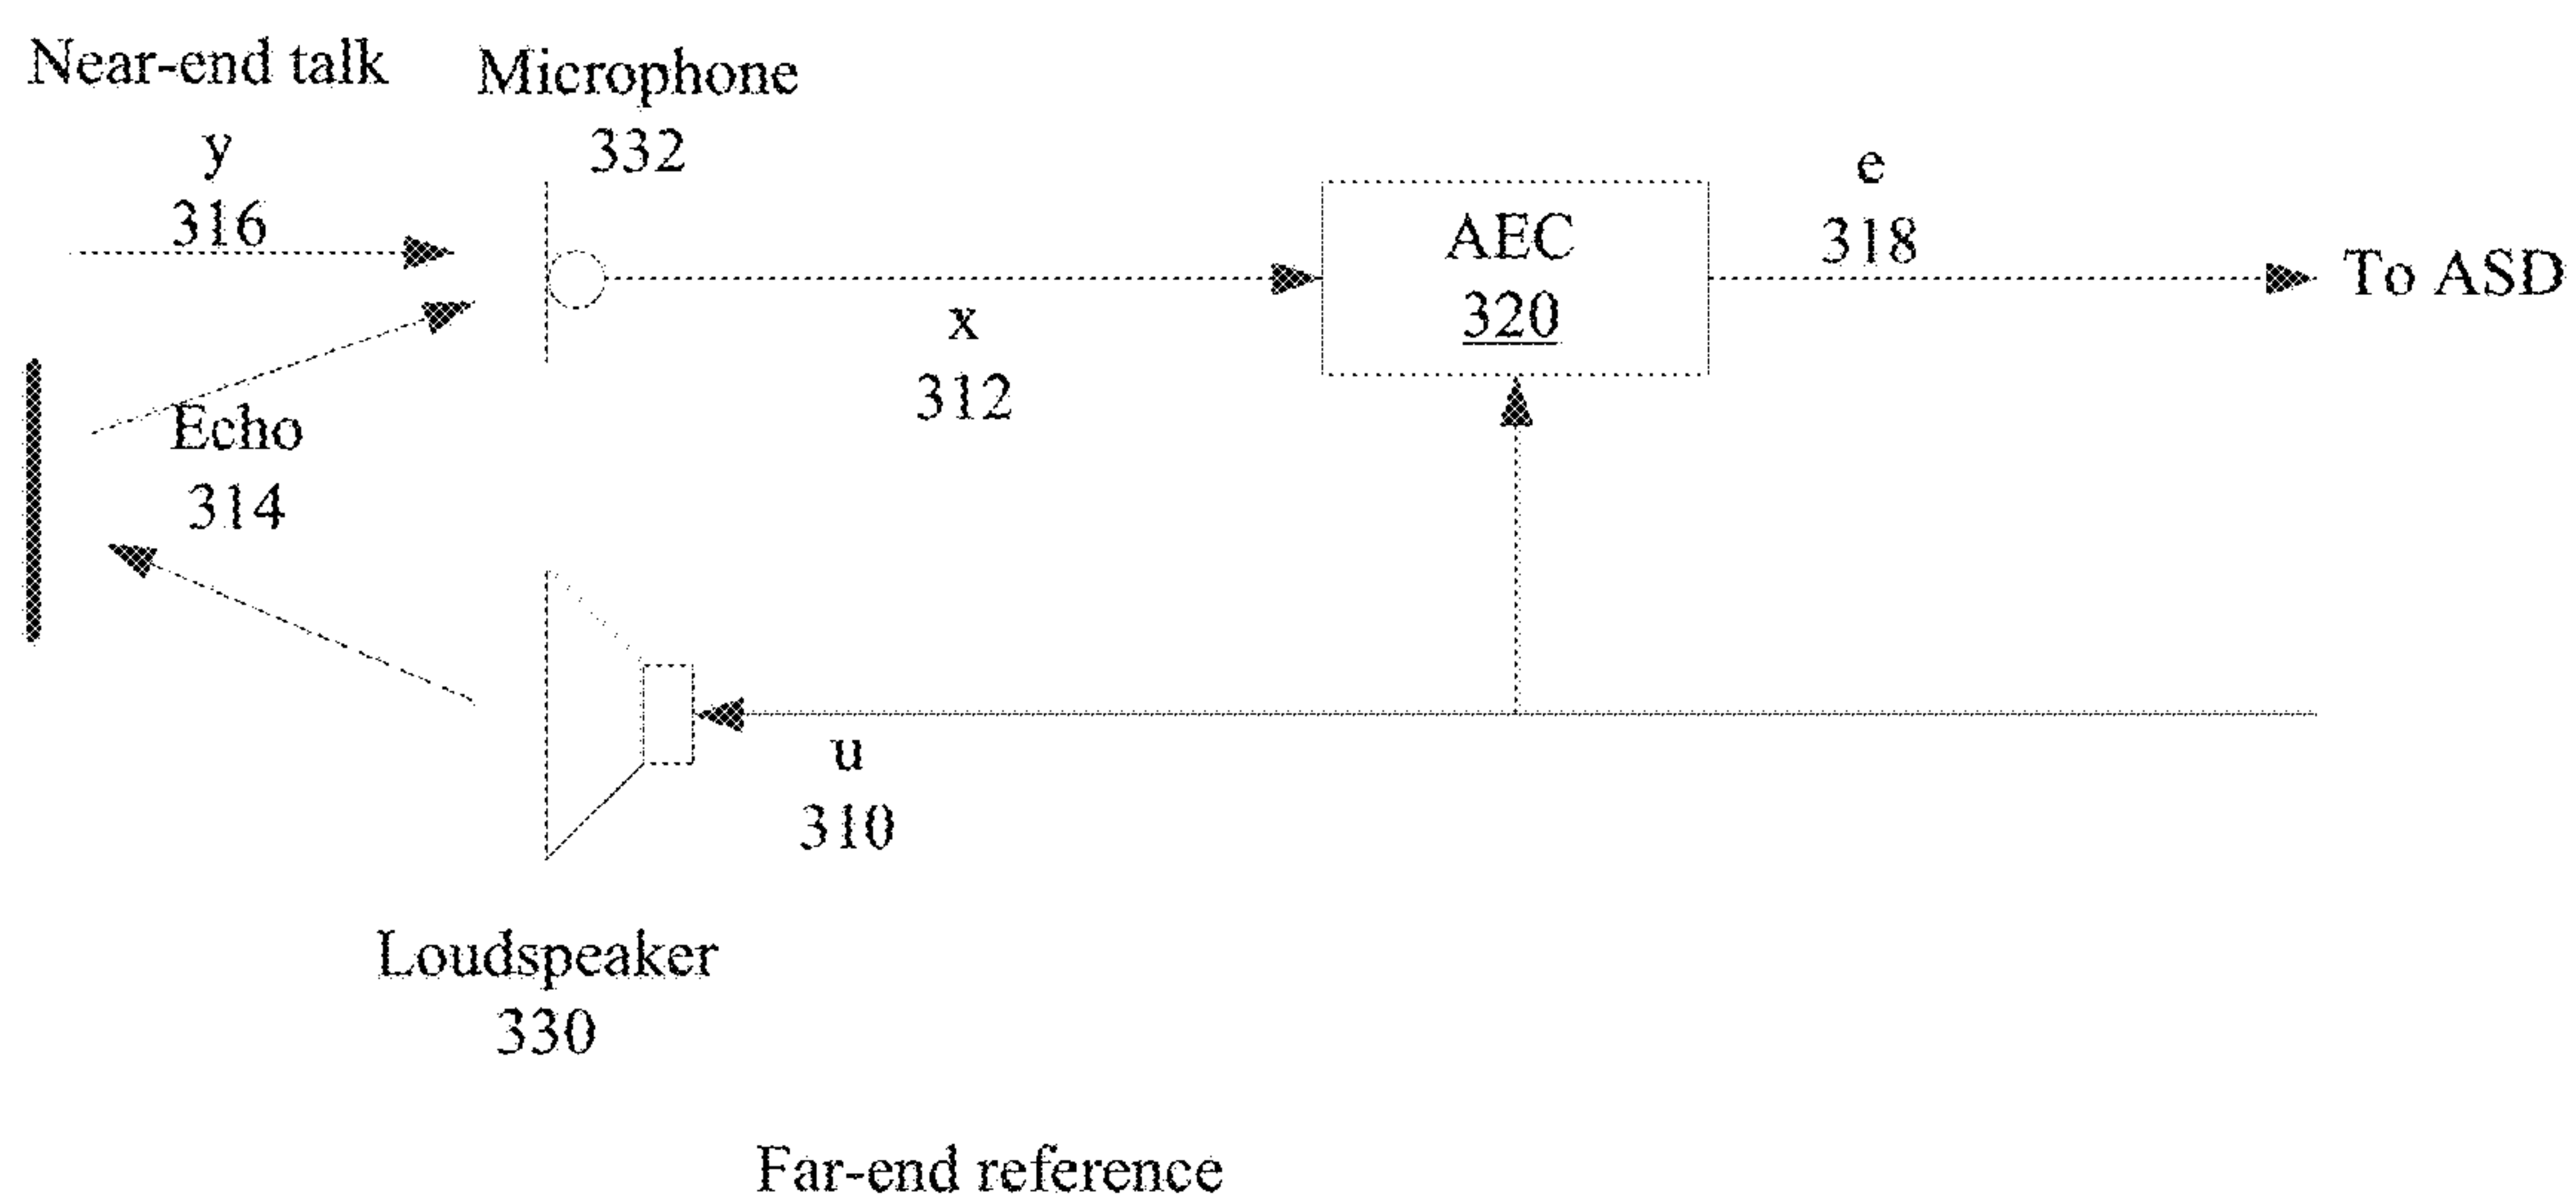 Near-end talk
y
316
Microphone
332
x
312
AEC
320
e
318
To ASD
Echo
314
u
310
Loudspeaker
330
Far-end reference